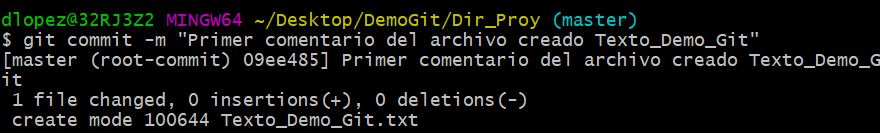 dlopez@32RJ3Z2 MINGW64 ~/Desktop/DemoGit/Dir_Proy (master)
$ git commit -m "Primer comentario del archivo creado Texto_Demo_Git"
[master (root-commit) 09ee485] Primer comentario del archivo creado Texto_Demo_G
it
 1 file changed, 0 insertions(+), 0 deletions(-)
 create mode 100644 Texto_Demo_Git.txt